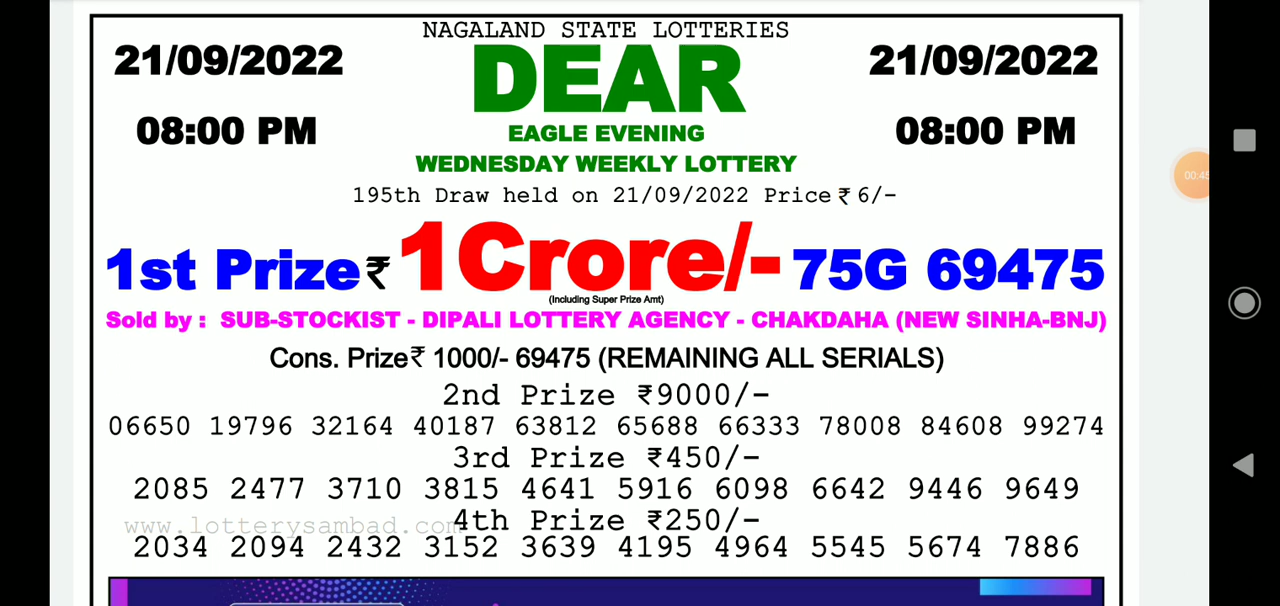 NAGALAND STATE LOTTERIES
21/09/2022 DEAR 21/09/2022
08:00 PM EAGLE EVENING 08:00 PM
WEDNESDAY WEEKLY LOTTERY
195th Draw held on 21/09/2022 Price ₹ 6/-
1st Prize ₹ 1Crore/- 75G 69475
(Including Super Prize Amt)
Sold by : SUB-STOCKIST - DIPALI LOTTERY AGENCY - CHAKDAHA (NEW SINHA-BNJ)
Cons. Prize₹ 1000/- 69475 (REMAINING ALL SERIALS)
2nd Prize ₹9000/-
06650 19796 32164 40187 63812 65688 66333 78008 84608 99274
3rd Prize ₹450/-
2085 2477 3710 3815 4641 5916 6098 6642 9446 9649
www.lotterysambad.com
4th Prize ₹250/-
2034 2094 2432 3152 3639 4195 4964 5545 5674 7886